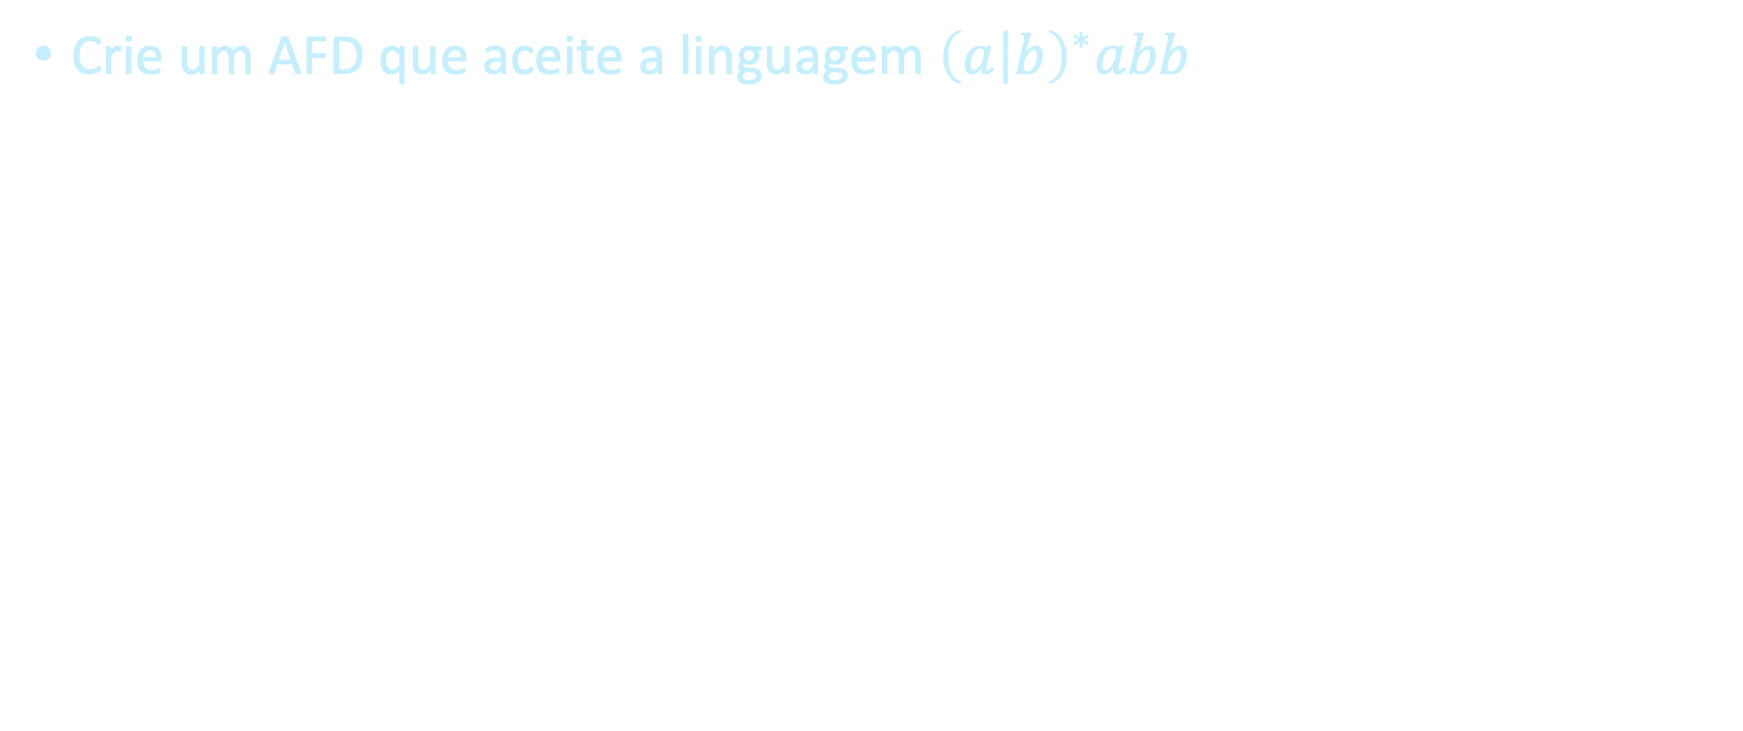 • Crie um AFD que aceite a linguagem (a|b)*abb